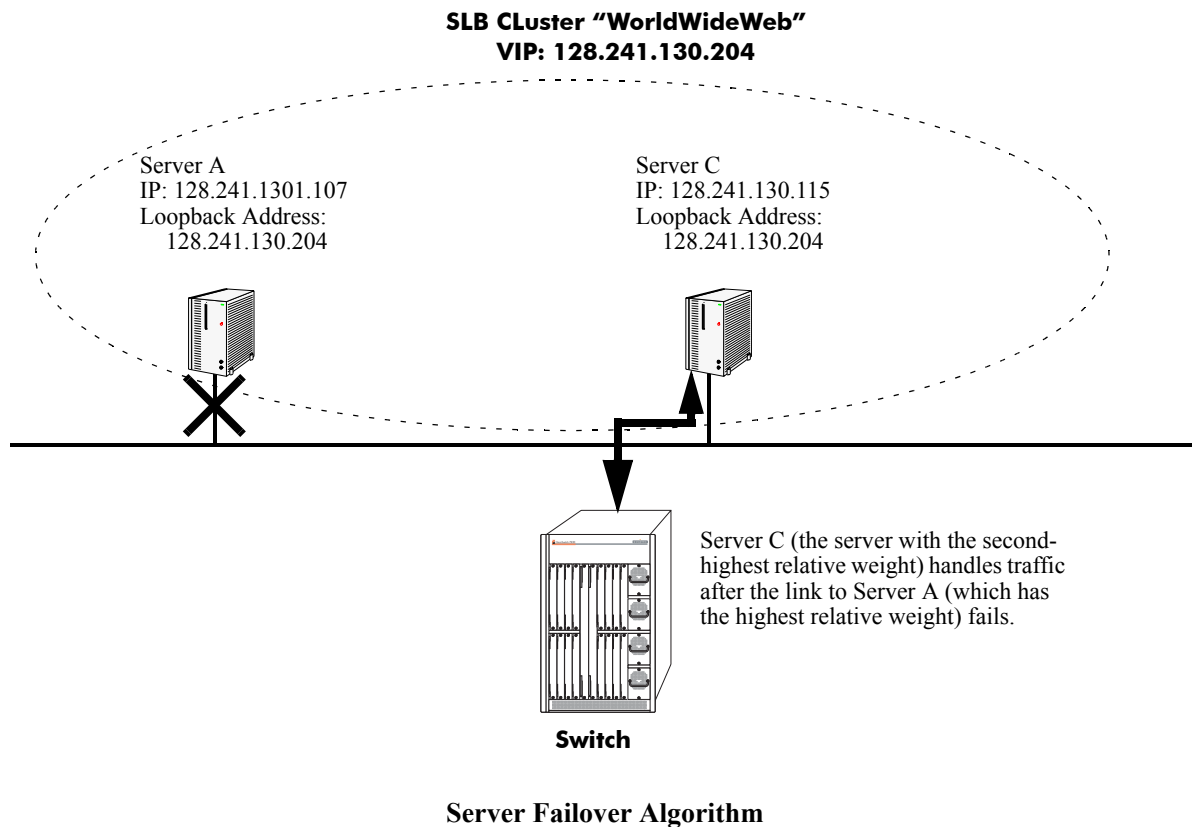 SLB CLuster “WorldWideWeb”
VIP: 128.241.130.204
Server A
IP: 128.241.1301.107
Loopback Address:
128.241.130.204
Server C
IP: 128.241.130.115
Loopback Address:
128.241.130.204
Server C (the server with the second-
highest relative weight) handles traffic
after the link to Server A (which has
the highest relative weight) fails.
Switch
Server Failover Algorithm